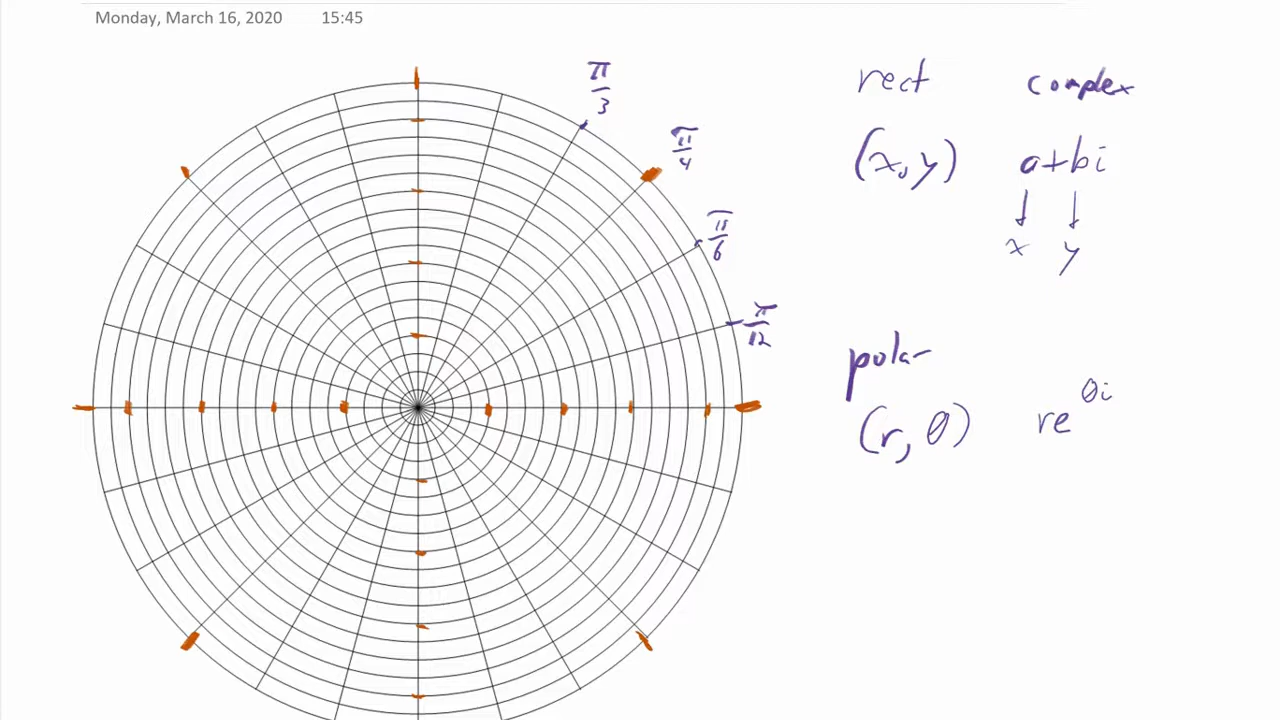 Monday, March 16, 2020 15:45
π/3
π/4
π/6
π/12
rect complex
(x, y) a+bi
x y
polar
(r, θ) re^θi